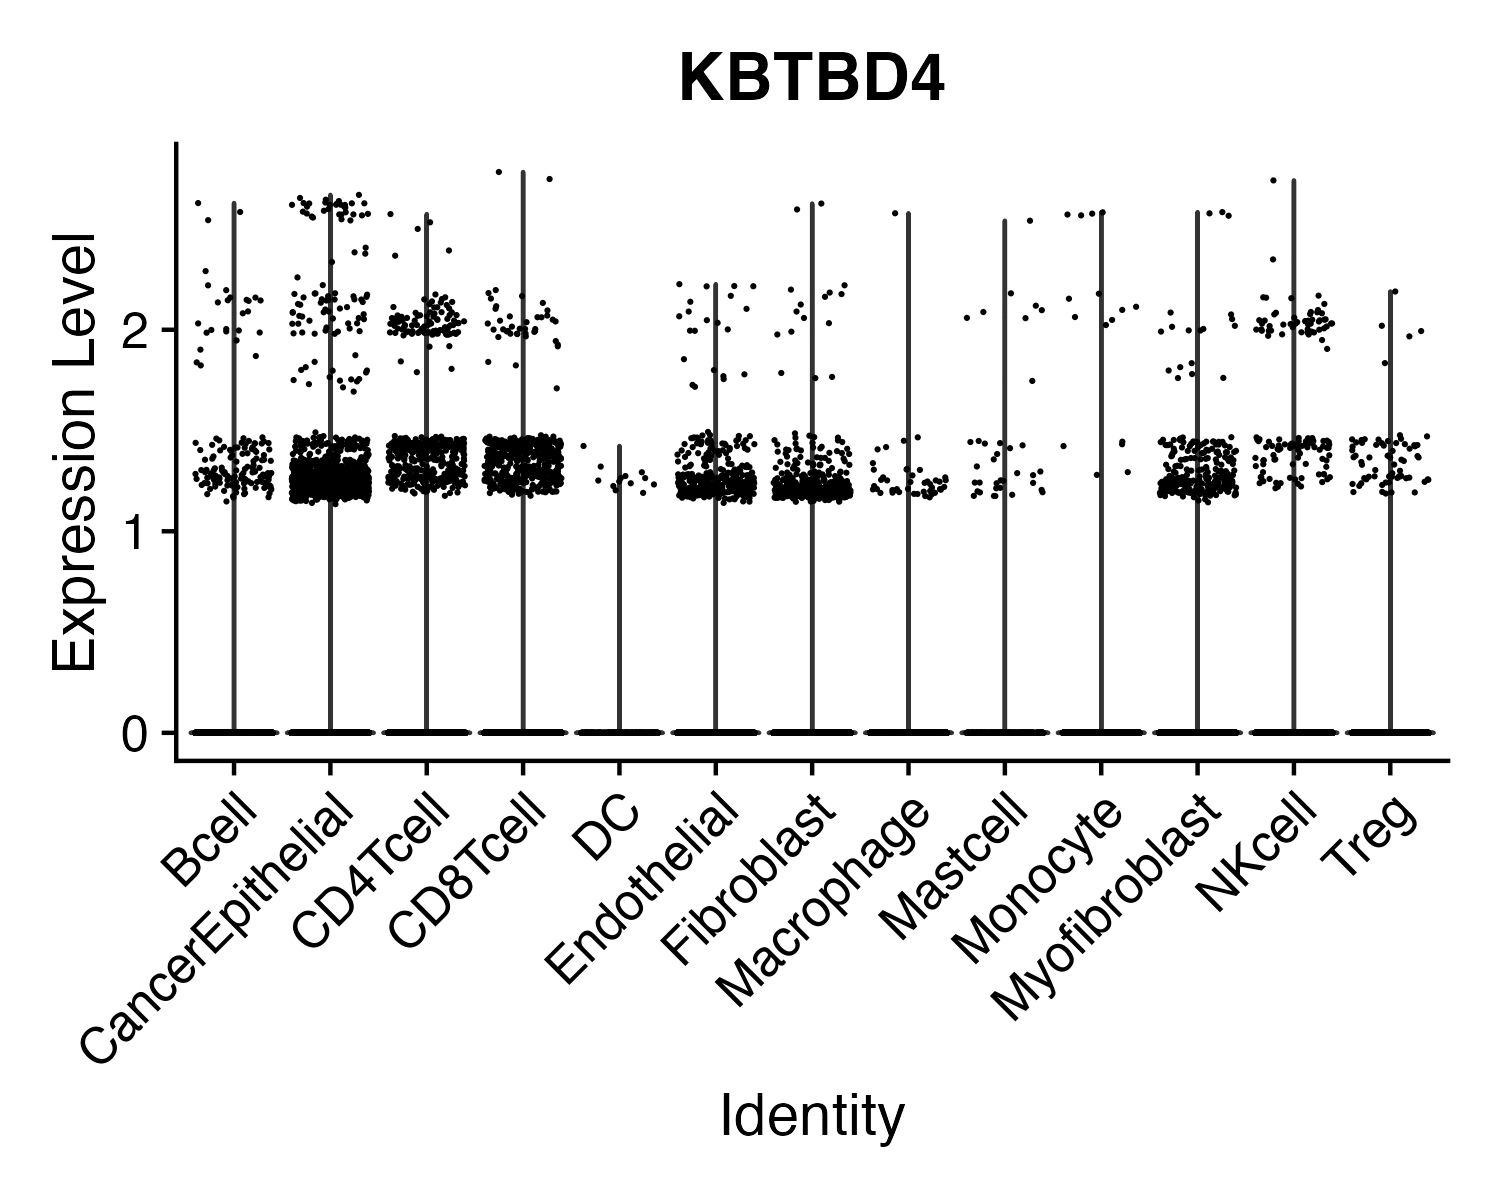 KBTBD4
Expression Level
2
1
0
Bcell
CancerEpithelial
CD4Tcell
CD8Tcell
DC
Endothelial
Fibroblast
Macrophage
Mastcell
Monocyte
Myofibroblast
NKcell
Treg
Identity